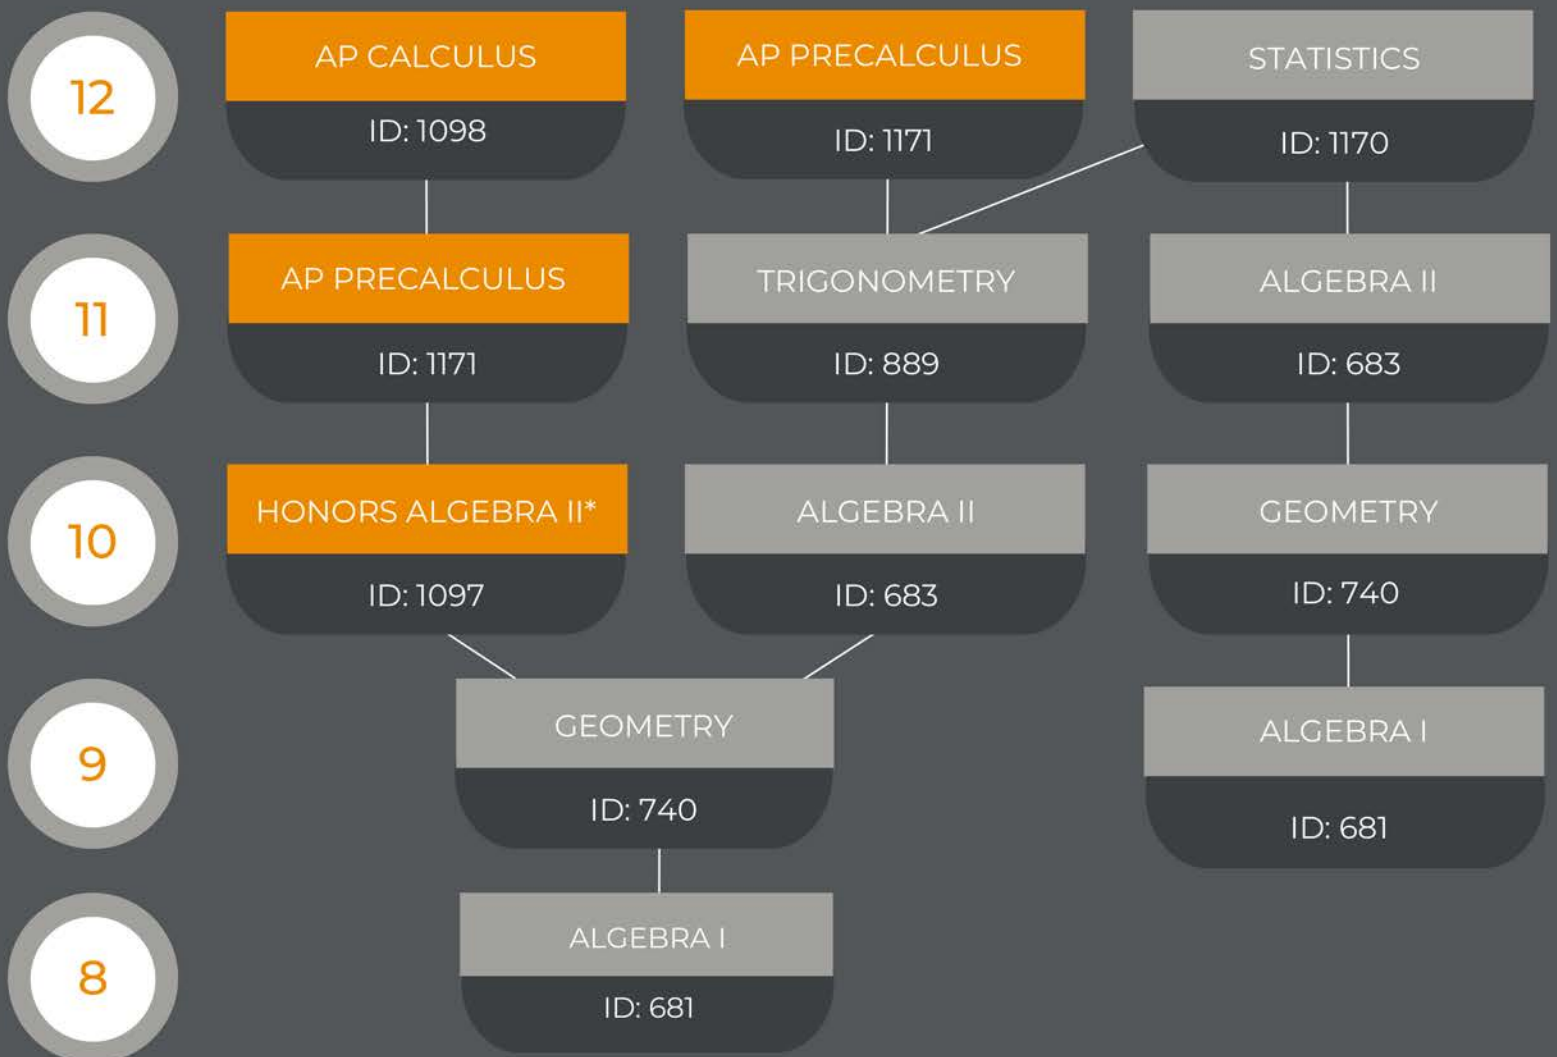 12
AP CALCULUS
ID: 1098
AP PRECALCULUS
ID: 1171
STATISTICS
ID: 1170
11
AP PRECALCULUS
ID: 1171
TRIGONOMETRY
ID: 889
ALGEBRA II
ID: 683
10
HONORS ALGEBRA II*
ID: 1097
ALGEBRA II
ID: 683
GEOMETRY
ID: 740
9
GEOMETRY
ID: 740
ALGEBRA I
ID: 681
8
ALGEBRA I
ID: 681